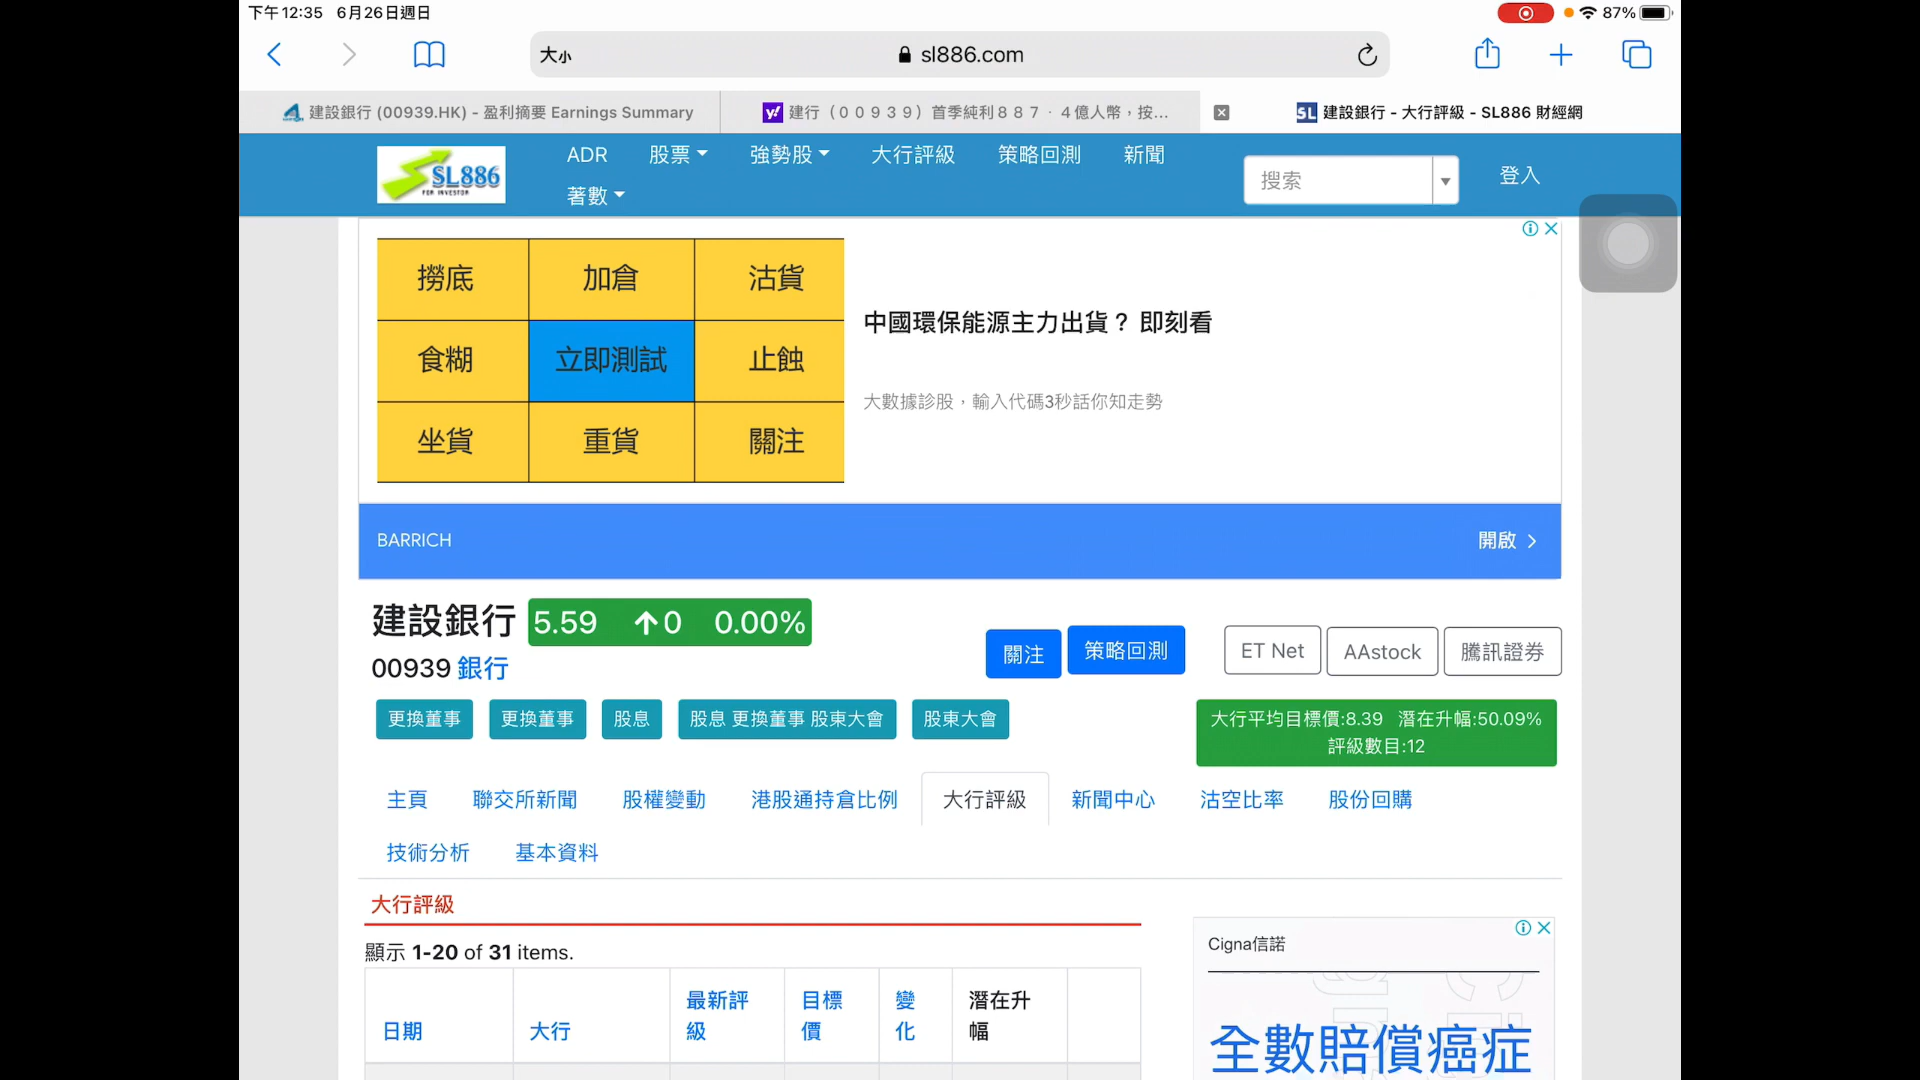 下午12:35 6月26日週日
87%
大小
sl886.com
建設銀行 (00939.HK) - 盈利摘要 Earnings Summary
建行（００９３９）首季純利８８７‧４億人幣，按...
建設銀行 - 大行評級 - SL886 財經網
SL886
FOR INVESTOR
ADR 股票 強勢股 大行評級 策略回測 新聞
著數
搜索
登入
撈底 加倉 沽貨
食糊 立即測試 止蝕
坐貨 重貨 關注
中國環保能源主力出貨？ 即刻看
大數據診股，輸入代碼3秒話你知走勢
BARRICH
開啟
建設銀行 5.59 0 0.00%
00939 銀行
關注 策略回測 ET Net AAstock 騰訊證券
更換董事 更換董事 股息 股息 更換董事 股東大會 股東大會
大行平均目標價:8.39 潛在升幅:50.09%
評級數目:12
主頁 聯交所新聞 股權變動 港股通持倉比例 大行評級 新聞中心 沽空比率 股份回購
技術分析 基本資料
大行評級
顯示 1-20 of 31 items.
日期 大行 最新評級 目標價 變化 潛在升幅
Cigna信諾
全數賠償癌症